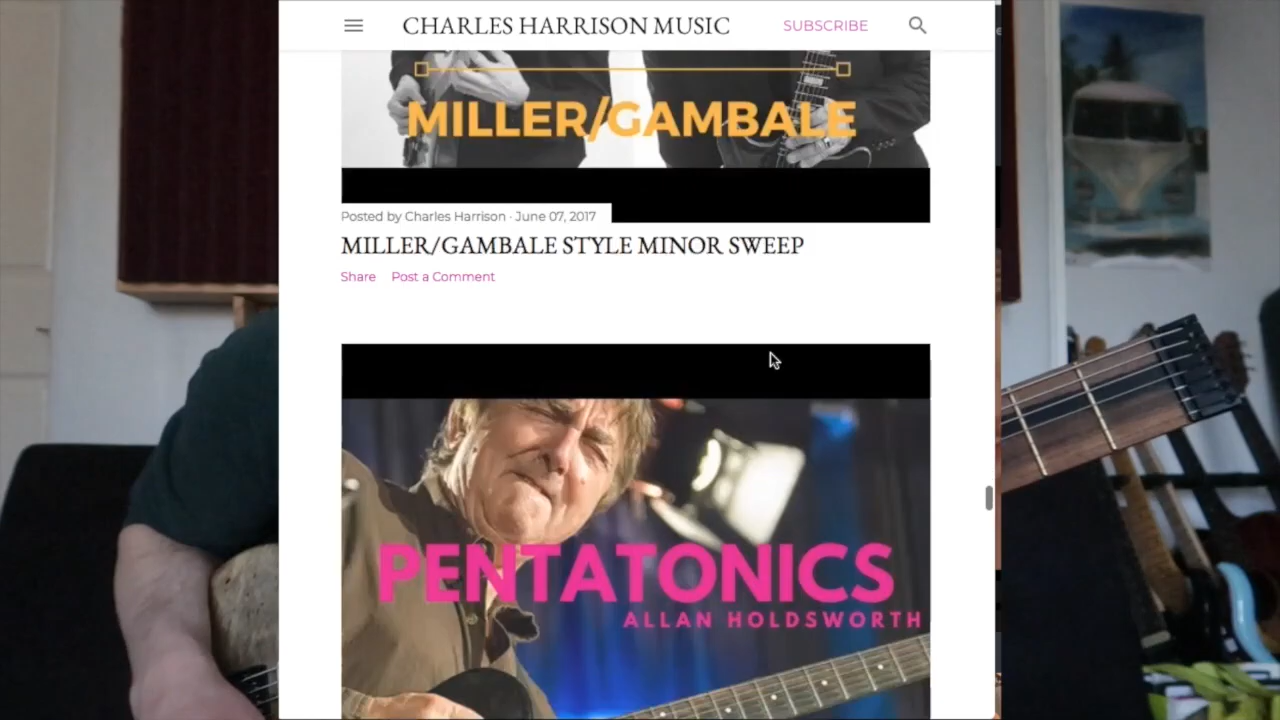 CHARLES HARRISON MUSIC
SUBSCRIBE
MILLER/GAMBALE
Posted by Charles Harrison · June 07, 2017
MILLER/GAMBALE STYLE MINOR SWEEP
Share Post a Comment
PENTATONICS
ALLAN HOLDSWORTH